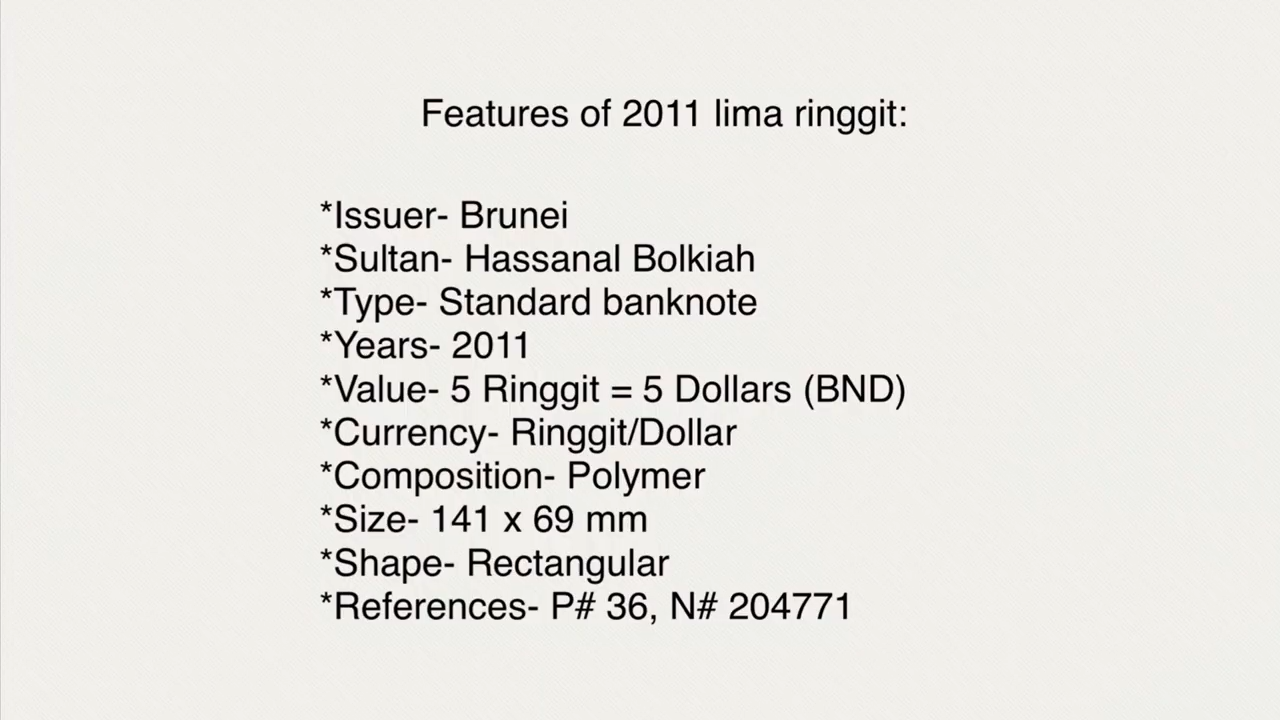 Features of 2011 lima ringgit:
*Issuer- Brunei
*Sultan- Hassanal Bolkiah
*Type- Standard banknote
*Years- 2011
*Value- 5 Ringgit = 5 Dollars (BND)
*Currency- Ringgit/Dollar
*Composition- Polymer
*Size- 141 x 69 mm
*Shape- Rectangular
*References- P# 36, N# 204771